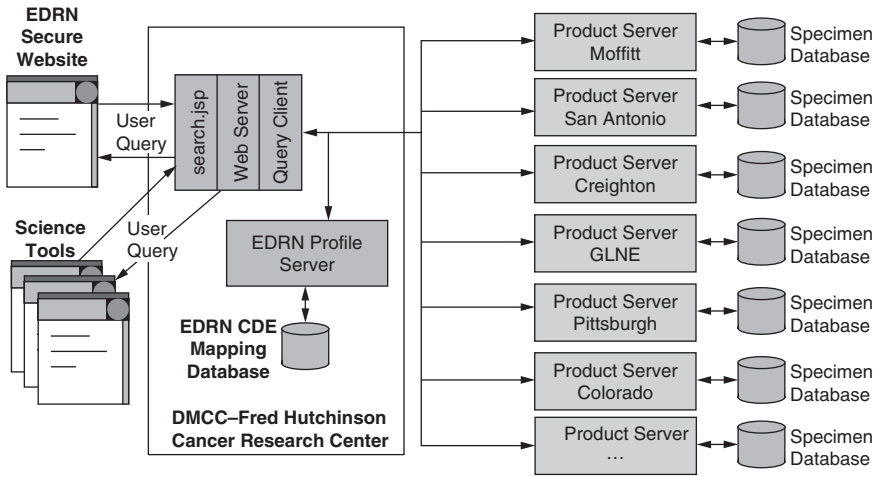 EDRN
Secure
Website
User
Query
search.jsp
Web Server
Query Client
Science
Tools
User
Query
EDRN Profile
Server
EDRN CDE
Mapping
Database
DMCC–Fred Hutchinson
Cancer Research Center
Product Server
Moffitt
Specimen
Database
Product Server
San Antonio
Specimen
Database
Product Server
Creighton
Specimen
Database
Product Server
GLNE
Specimen
Database
Product Server
Pittsburgh
Specimen
Database
Product Server
Colorado
Specimen
Database
Product Server
...
Specimen
Database